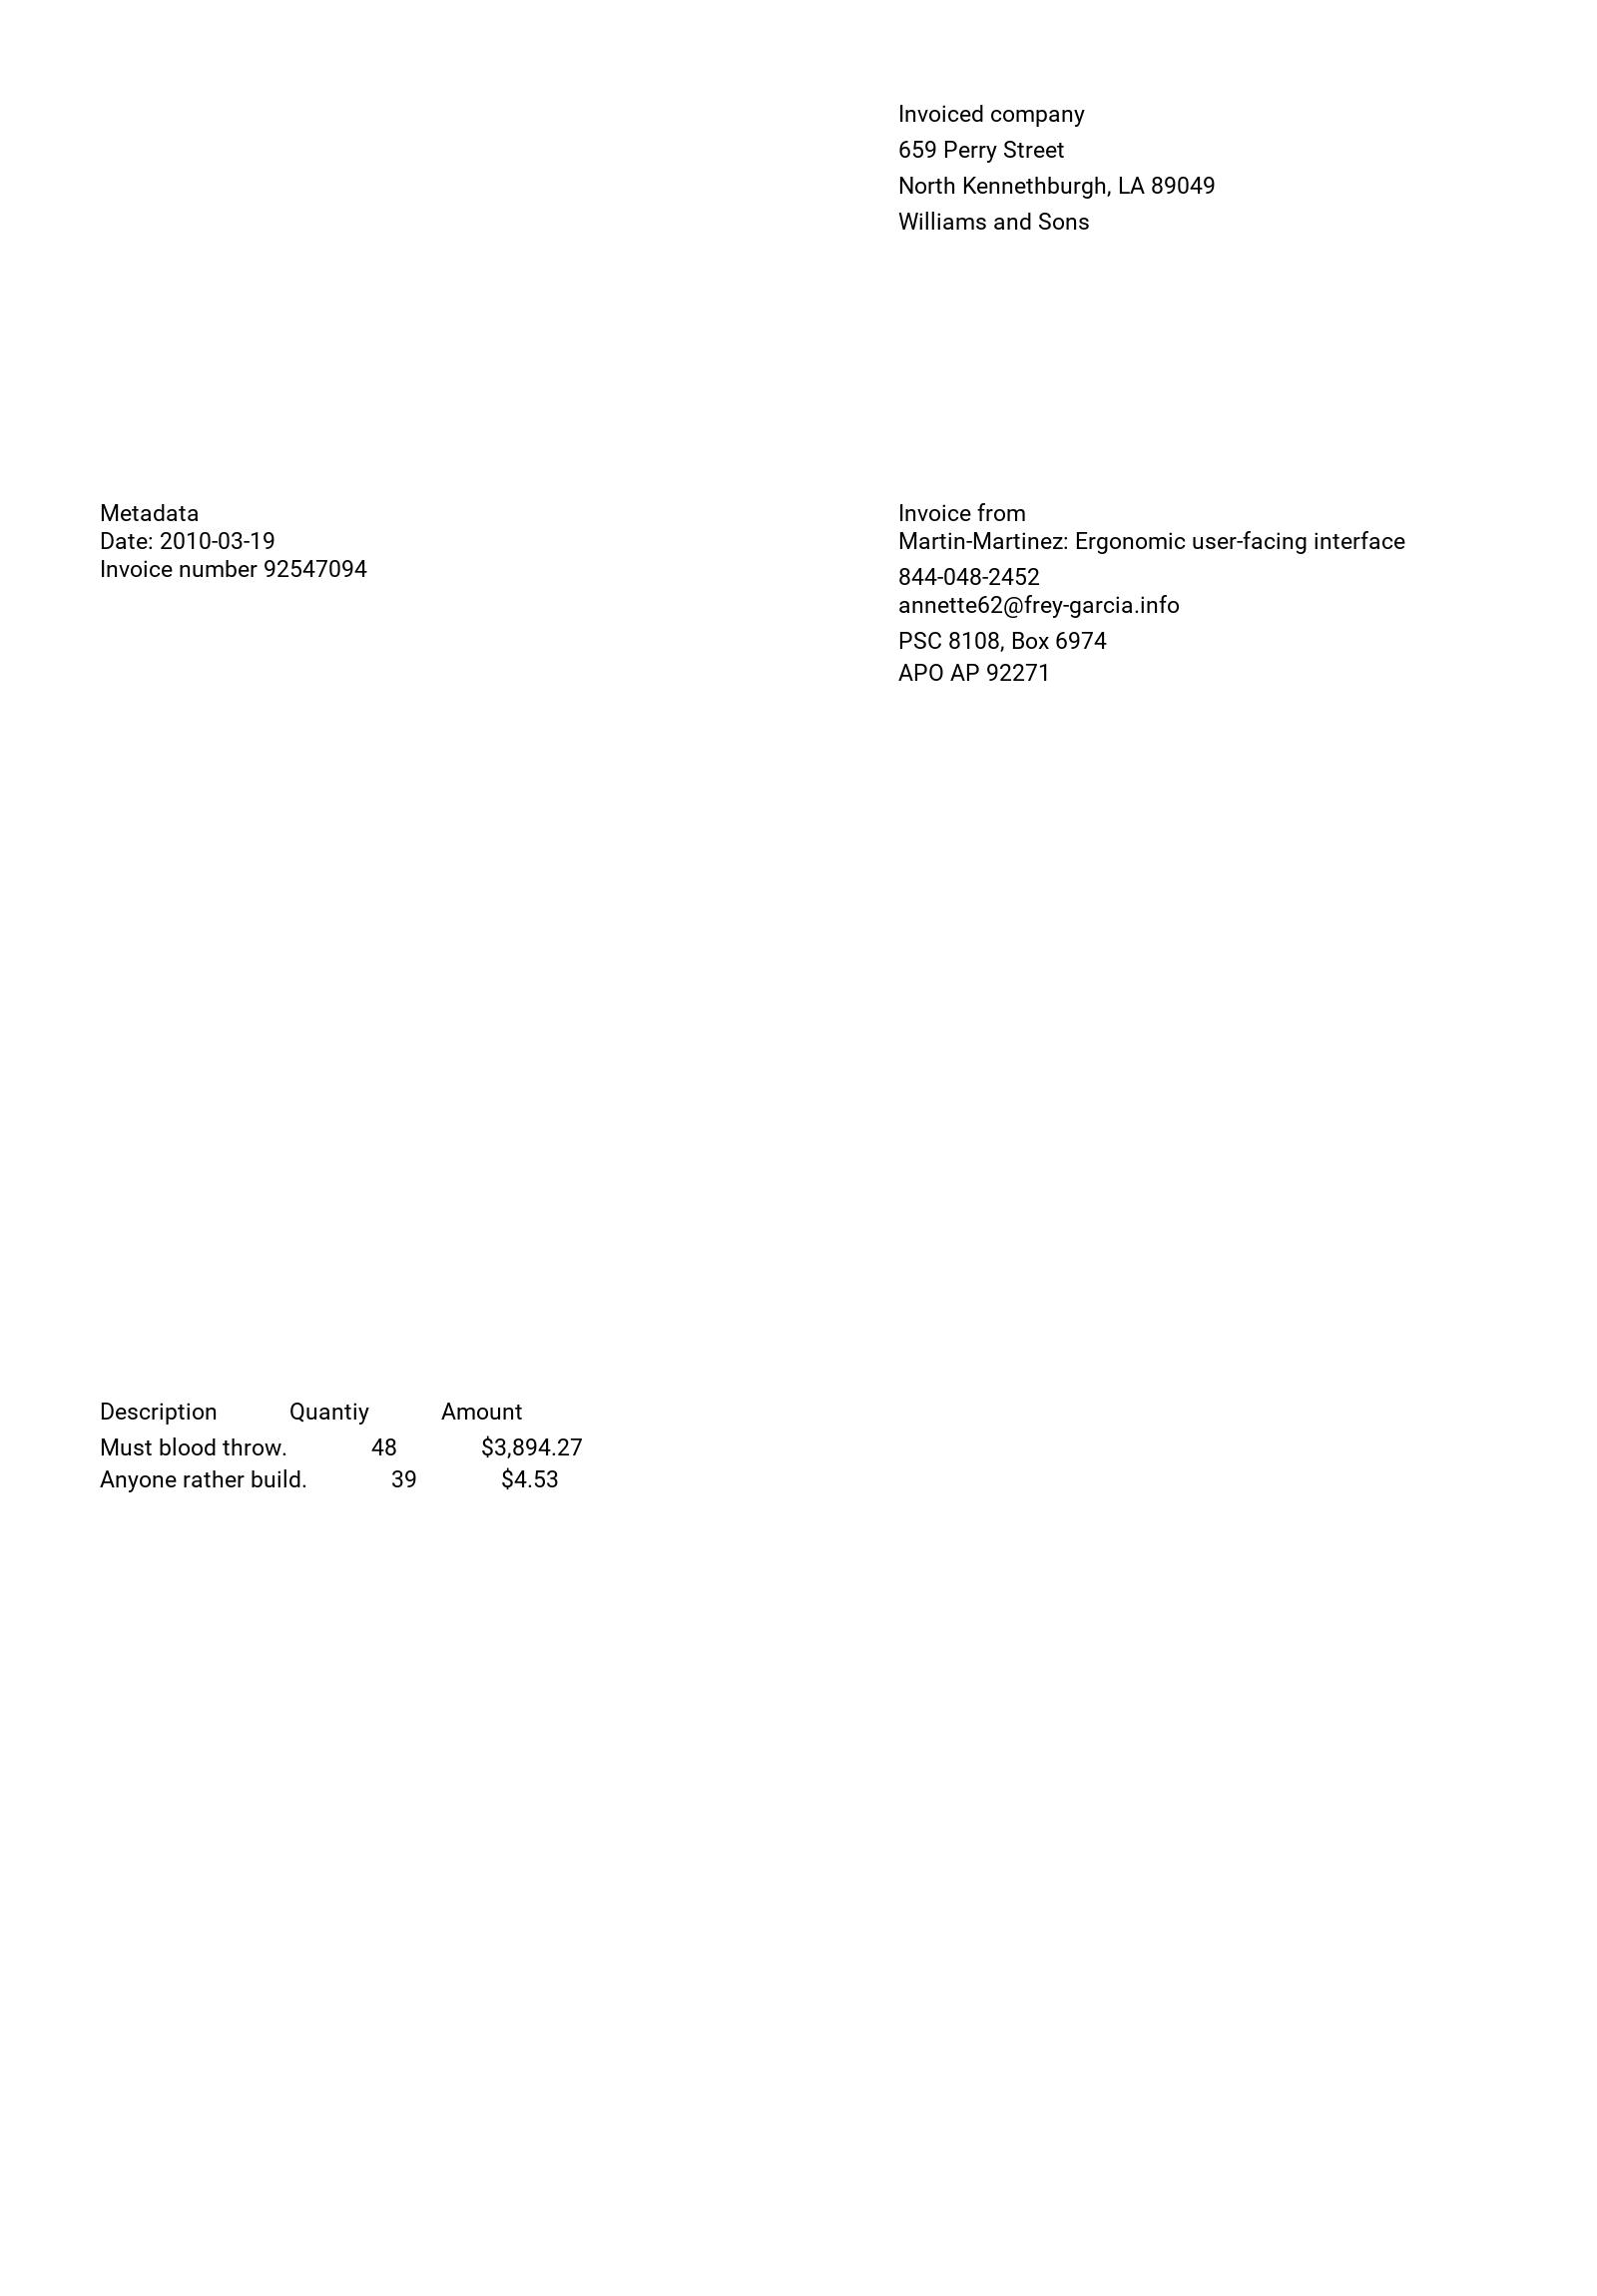 Invoiced company
659 Perry Street
North Kennethburgh, LA 89049
Williams and Sons
Metadata
Date: 2010-03-19
Invoice number 92547094
Invoice from
Martin-Martinez: Ergonomic user-facing interface
844-048-2452
annette62@frey-garcia.info
PSC 8108, Box 6974
APO AP 92271
Description Quantiy Amount
Must blood throw. 48 $3,894.27
Anyone rather build. 39 $4.53